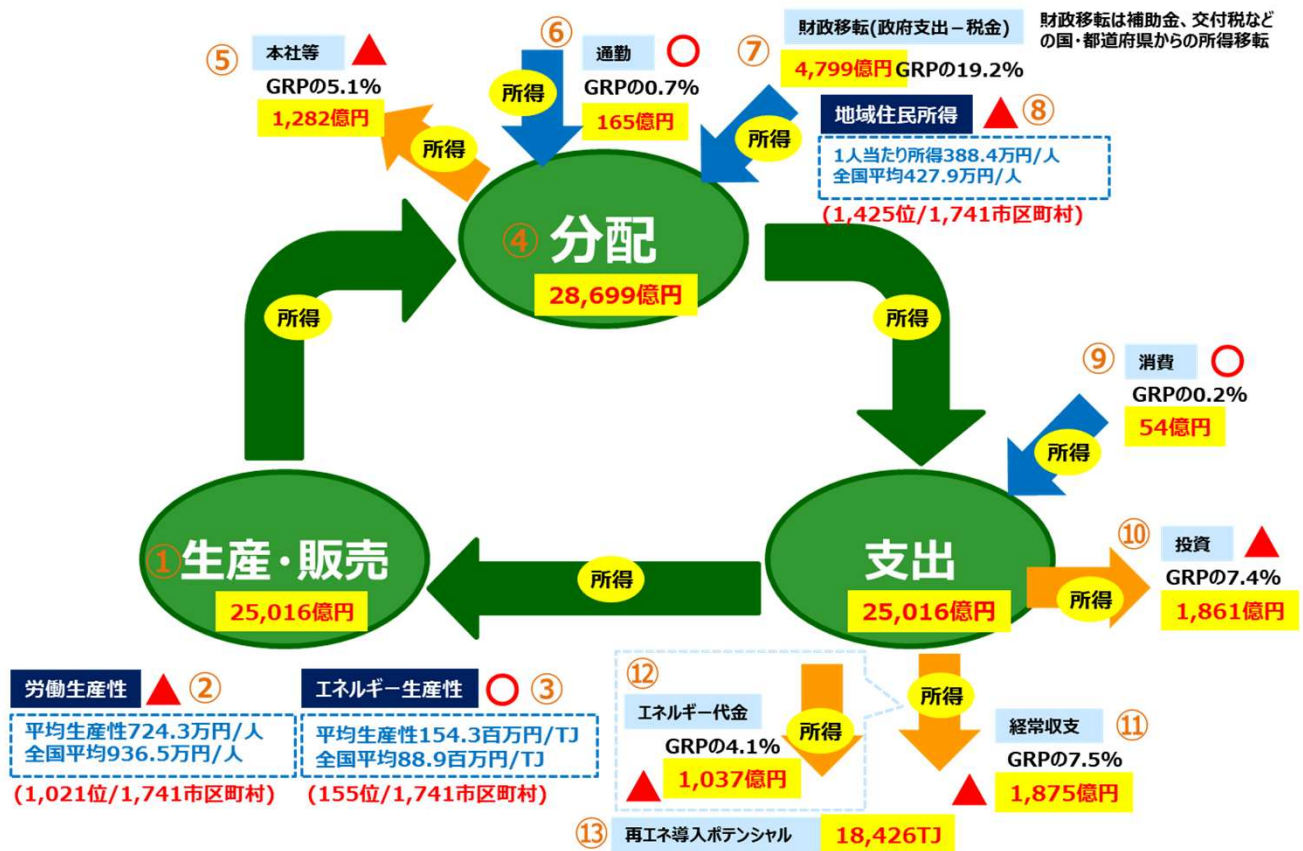 ⑤ 本社等 ▲
GRPの5.1%
1,282億円
所得
⑥ 通勤 ○
GRPの0.7%
165億円
所得
⑦ 財政移転(政府支出－税金)
4,799億円 GRPの19.2%
所得
財政移転は補助金、交付税など
の国・都道府県からの所得移転
地域住民所得 ▲ ⑧
1人当たり所得388.4万円/人
全国平均427.9万円/人
(1,425位/1,741市区町村)
④ 分配
28,699億円
所得
所得
⑨ 消費 ○
GRPの0.2%
54億円
所得
① 生産・販売
25,016億円
所得
支出
25,016億円
⑩ 投資 ▲
GRPの7.4%
1,861億円
所得
労働生産性 ▲ ②
平均生産性724.3万円/人
全国平均936.5万円/人
(1,021位/1,741市区町村)
エネルギー生産性 ○ ③
平均生産性154.3百万円/TJ
全国平均88.9百万円/TJ
(155位/1,741市区町村)
⑫
エネルギー代金
GRPの4.1%
▲ 1,037億円
所得
所得
経常収支 ⑪
GRPの7.5%
▲ 1,875億円
⑬ 再エネ導入ポテンシャル 18,426TJ